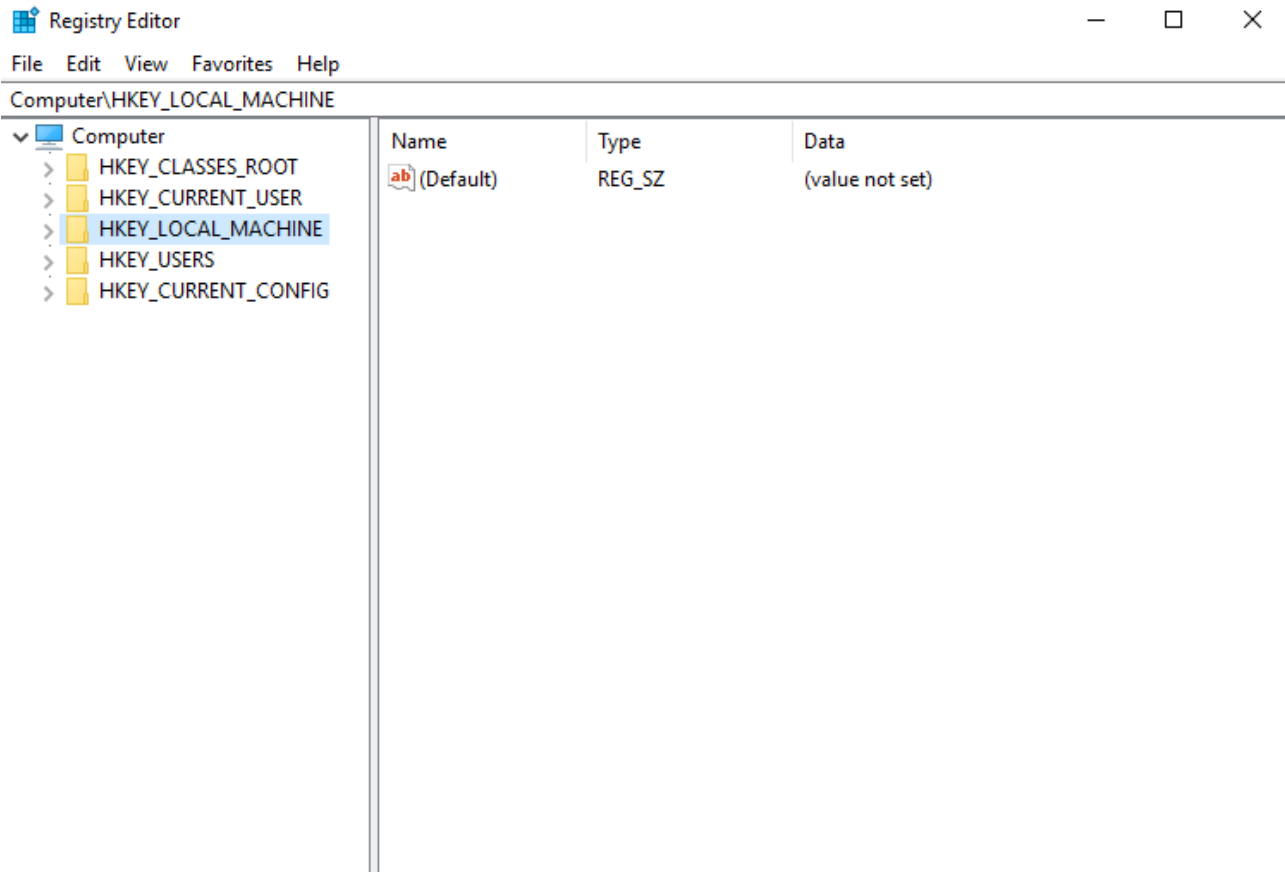 Registry Editor
File Edit View Favorites Help
Computer\HKEY_LOCAL_MACHINE
Computer
HKEY_CLASSES_ROOT
HKEY_CURRENT_USER
HKEY_LOCAL_MACHINE
HKEY_USERS
HKEY_CURRENT_CONFIG
Name Type Data
ab (Default) REG_SZ (value not set)